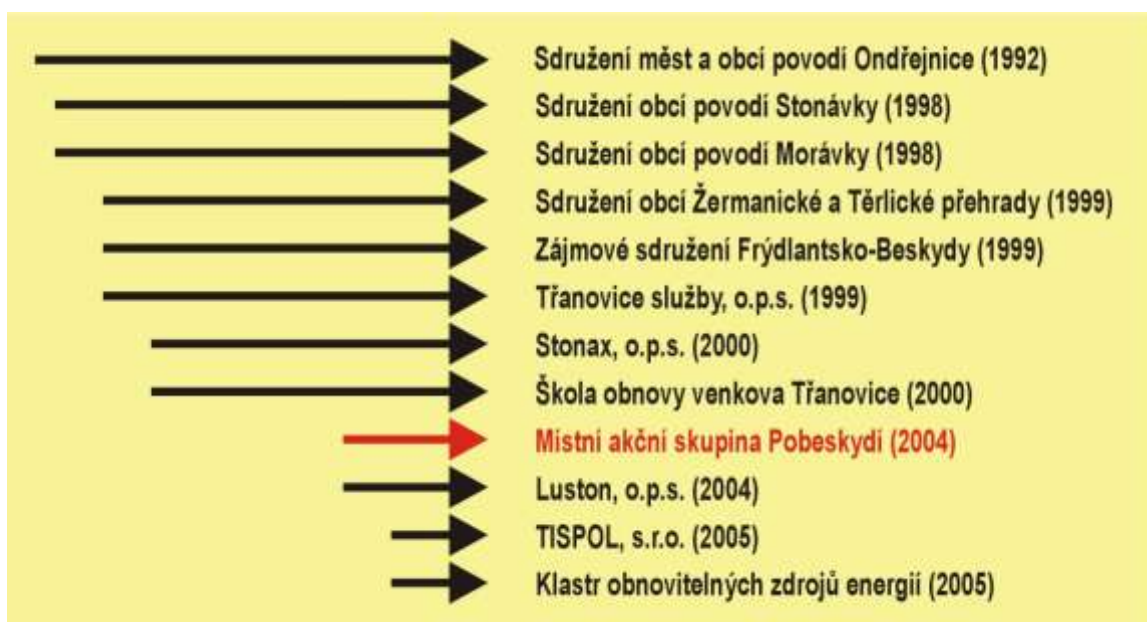 Sdružení měst a obcí povodí Ondřejnice (1992)
Sdružení obcí povodí Stonávky (1998)
Sdružení obcí povodí Morávky (1998)
Sdružení obcí Žermanické a Těrlické přehrady (1999)
Zájmové sdružení Frýdlantsko-Beskydy (1999)
Třanovice služby, o.p.s. (1999)
Stonax, o.p.s. (2000)
Škola obnovy venkova Třanovice (2000)
Místní akční skupina Pobeskydí (2004)
Luston, o.p.s. (2004)
TISPOL, s.r.o. (2005)
Klastr obnovitelných zdrojů energií (2005)